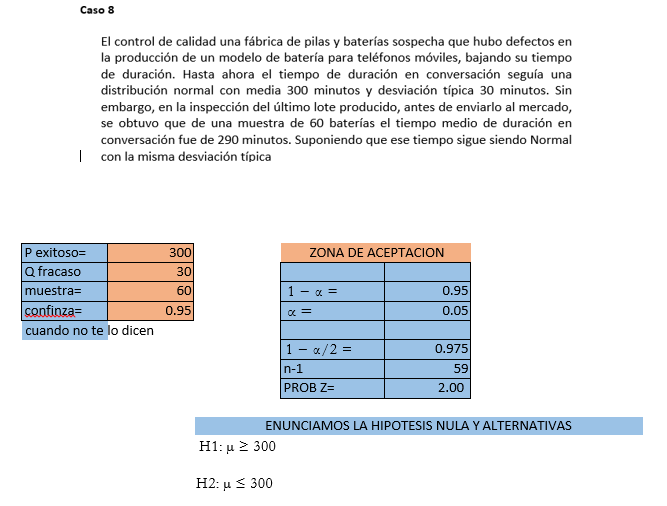 Caso 8
El control de calidad una fábrica de pilas y baterías sospecha que hubo defectos en
la producción de un modelo de batería para teléfonos móviles, bajando su tiempo
de duración. Hasta ahora el tiempo de duración en conversación seguía una
distribución normal con media 300 minutos y desviación típica 30 minutos. Sin
embargo, en la inspección del último lote producido, antes de enviarlo al mercado,
se obtuvo que de una muestra de 60 baterías el tiempo medio de duración en
conversación fue de 290 minutos. Suponiendo que ese tiempo sigue siendo Normal
con la misma desviación típica
P exitoso= 300
Q fracaso 30
muestra= 60
confinza= 0.95
cuando no te lo dicen
ZONA DE ACEPTACION
1 − α = 0.95
α = 0.05
1 − α/2 = 0.975
n-1 59
PROB Z= 2.00
ENUNCIAMOS LA HIPOTESIS NULA Y ALTERNATIVAS
H1: μ ≥ 300
H2: μ ≤ 300